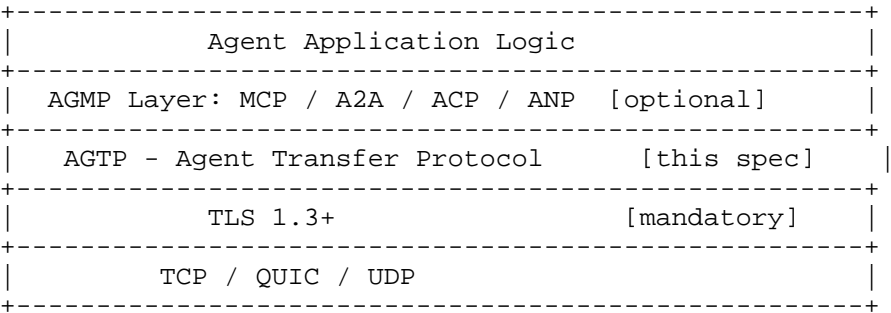 +-----------------------------------------------------+
|            Agent Application Logic                  |
+-----------------------------------------------------+
|  AGMP Layer: MCP / A2A / ACP / ANP  [optional]      |
+-----------------------------------------------------+
|   AGTP - Agent Transfer Protocol      [this spec]    |
+-----------------------------------------------------+
|            TLS 1.3+                  [mandatory]    |
+-----------------------------------------------------+
|         TCP / QUIC / UDP                            |
+-----------------------------------------------------+